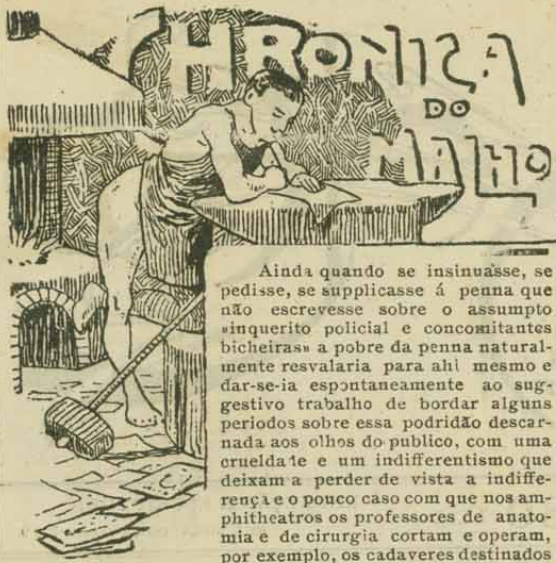 CHRONICA
DO
MALHO
Ainda quando se insinuasse, se
pedisse, se supplicasse á penna que
não escrevesse sobre o assumpto
»inquerito policial e concomitantes
bicheiras» a pobre da penna natural-
mente resvalaria para ahi mesmo e
dar-se-ia espontaneamente ao sug-
gestivo trabalho de bordar alguns
periodos sobre essa podridão descar-
nada aos olhos do publico, com uma
crueldade e um indifferentismo que
deixam a perder de vista a indiffe-
rença e o pouco caso com que nos am-
phitheatros os professores de anato-
mia e de cirurgia cortam e operam,
por exemplo, os cadaveres destinados